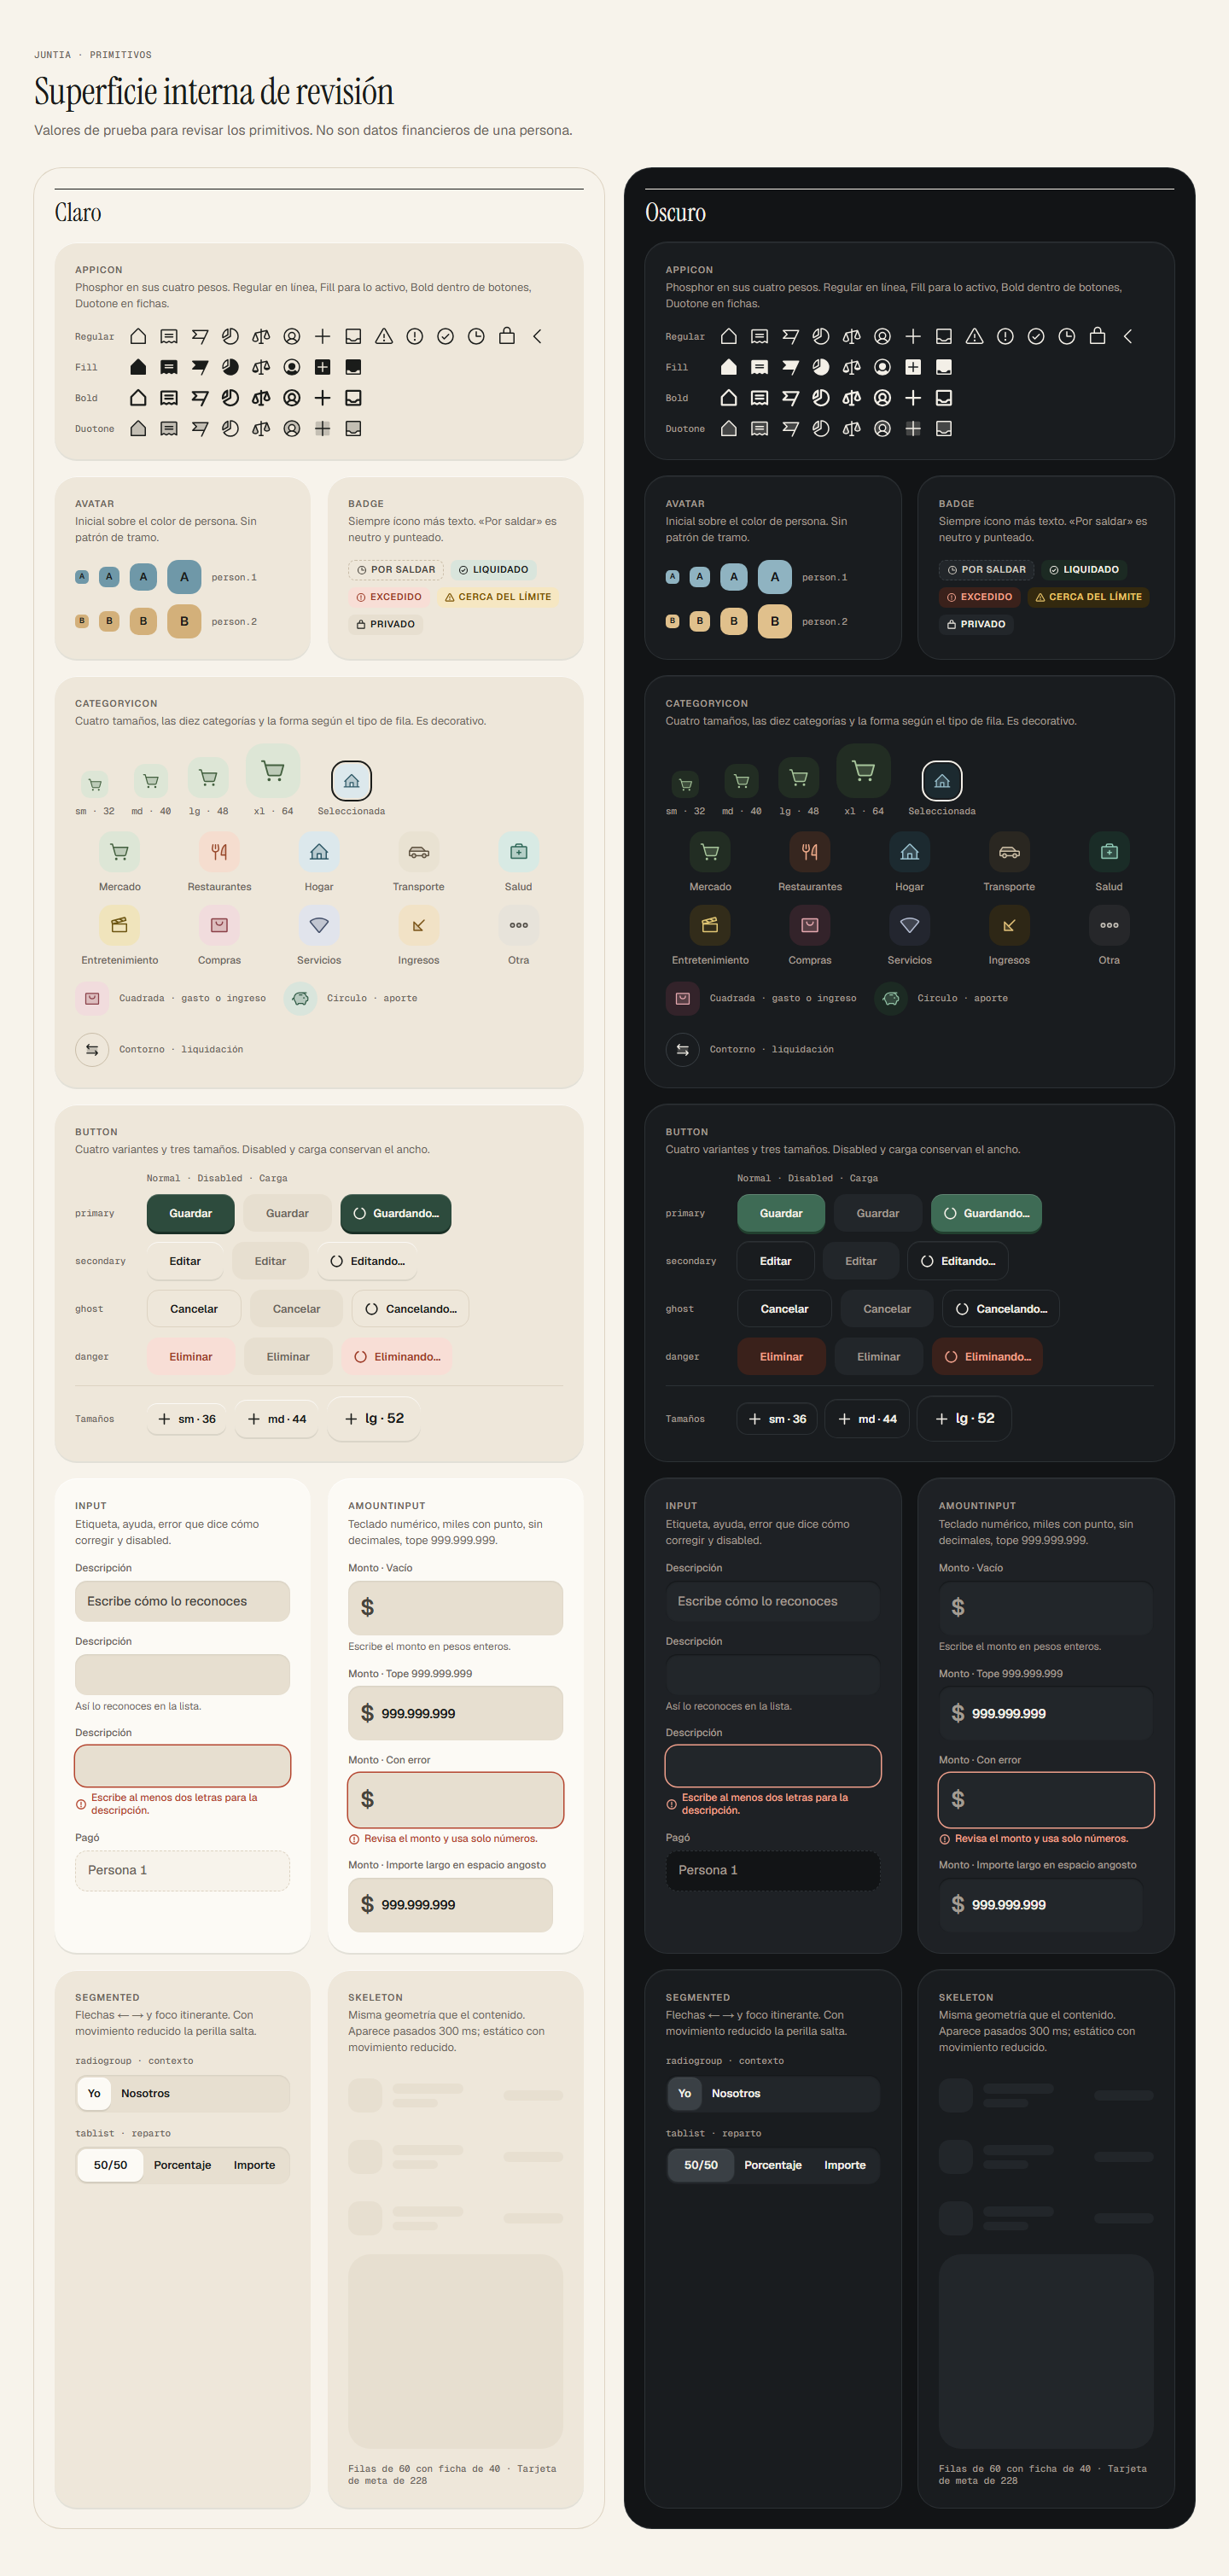 JUNTIA · PRIMITIVOS
Superficie interna de revisión
Valores de prueba para revisar los primitivos. No son datos financieros de una persona.
Claro
APPICON
Phosphor en sus cuatro pesos. Regular en línea, Fill para lo activo, Bold dentro de botones,
Duotone en fichas.
Regular
Fill
Bold
Duotone
AVATAR
Inicial sobre el color de persona. Sin
patrón de tramo.
A A A A person.1
B B B B person.2
BADGE
Siempre ícono más texto. «Por saldar» es
neutro y punteado.
POR SALDAR LIQUIDADO
EXCEDIDO CERCA DEL LÍMITE
PRIVADO
CATEGORYICON
Cuatro tamaños, las diez categorías y la forma según el tipo de fila. Es decorativo.
sm · 32 md · 40 lg · 48 xl · 64 Seleccionada
Mercado Restaurantes Hogar Transporte Salud
Entretenimiento Compras Servicios Ingresos Otra
Cuadrada · gasto o ingreso Círculo · aporte
Contorno · liquidación
BUTTON
Cuatro variantes y tres tamaños. Disabled y carga conservan el ancho.
Normal · Disabled · Carga
primary Guardar Guardar Guardando...
secondary Editar Editar Editando...
ghost Cancelar Cancelar Cancelando...
danger Eliminar Eliminar Eliminando...
Tamaños sm · 36 md · 44 lg · 52
INPUT
Etiqueta, ayuda, error que dice cómo
corregir y disabled.
Descripción
Escribe cómo lo reconoces
Descripción
Así lo reconoces en la lista.
Descripción
Escribe al menos dos letras para la
descripción.
Pagó
Persona 1
AMOUNTINPUT
Teclado numérico, miles con punto, sin
decimales, tope 999.999.999.
Monto · Vacío
$
Escribe el monto en pesos enteros.
Monto · Tope 999.999.999
$ 999.999.999
Monto · Con error
$
Revisa el monto y usa solo números.
Monto · Importe largo en espacio angosto
$ 999.999.999
SEGMENTED
Flechas ← → y foco itinerante. Con
movimiento reducido la perilla salta.
radiogroup · contexto
Yo Nosotros
tablist · reparto
50/50 Porcentaje Importe
SKELETON
Misma geometría que el contenido.
Aparece pasados 300 ms; estático con
movimiento reducido.
Filas de 60 con ficha de 40 · Tarjeta
de meta de 228
Oscuro
APPICON
Phosphor en sus cuatro pesos. Regular en línea, Fill para lo activo, Bold dentro de botones,
Duotone en fichas.
Regular
Fill
Bold
Duotone
AVATAR
Inicial sobre el color de persona. Sin
patrón de tramo.
A A A A person.1
B B B B person.2
BADGE
Siempre ícono más texto. «Por saldar» es
neutro y punteado.
POR SALDAR LIQUIDADO
EXCEDIDO CERCA DEL LÍMITE
PRIVADO
CATEGORYICON
Cuatro tamaños, las diez categorías y la forma según el tipo de fila. Es decorativo.
sm · 32 md · 40 lg · 48 xl · 64 Seleccionada
Mercado Restaurantes Hogar Transporte Salud
Entretenimiento Compras Servicios Ingresos Otra
Cuadrada · gasto o ingreso Círculo · aporte
Contorno · liquidación
BUTTON
Cuatro variantes y tres tamaños. Disabled y carga conservan el ancho.
Normal · Disabled · Carga
primary Guardar Guardar Guardando...
secondary Editar Editar Editando...
ghost Cancelar Cancelar Cancelando...
danger Eliminar Eliminar Eliminando...
Tamaños sm · 36 md · 44 lg · 52
INPUT
Etiqueta, ayuda, error que dice cómo
corregir y disabled.
Descripción
Escribe cómo lo reconoces
Descripción
Así lo reconoces en la lista.
Descripción
Escribe al menos dos letras para la
descripción.
Pagó
Persona 1
AMOUNTINPUT
Teclado numérico, miles con punto, sin
decimales, tope 999.999.999.
Monto · Vacío
$
Escribe el monto en pesos enteros.
Monto · Tope 999.999.999
$ 999.999.999
Monto · Con error
$
Revisa el monto y usa solo números.
Monto · Importe largo en espacio angosto
$ 999.999.999
SEGMENTED
Flechas ← → y foco itinerante. Con
movimiento reducido la perilla salta.
radiogroup · contexto
Yo Nosotros
tablist · reparto
50/50 Porcentaje Importe
SKELETON
Misma geometría que el contenido.
Aparece pasados 300 ms; estático con
movimiento reducido.
Filas de 60 con ficha de 40 · Tarjeta
de meta de 228